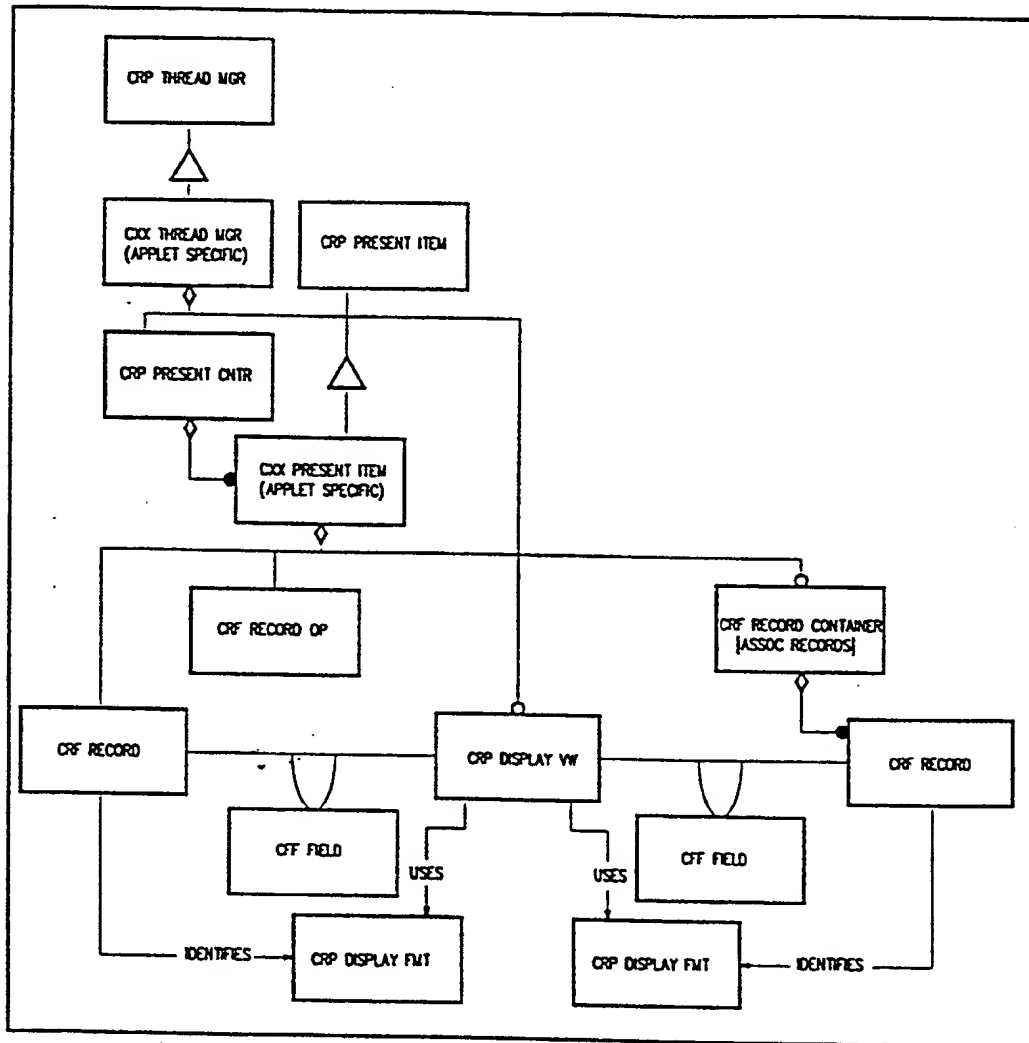 CRP THREAD MGR
CXX THREAD MGR
(APPLET SPECIFIC)
CRP PRESENT ITEM
CRP PRESENT CNTR
CXX PRESENT ITEM
(APPLET SPECIFIC)
CRF RECORD OP
CRF RECORD CONTAINER
|ASSOC RECORDS|
CRF RECORD
CRP DISPLAY VW
CRF RECORD
CFF FIELD
CFF FIELD
USES
USES
IDENTIFIES
CRP DISPLAY FMT
CRP DISPLAY FMT
IDENTIFIES